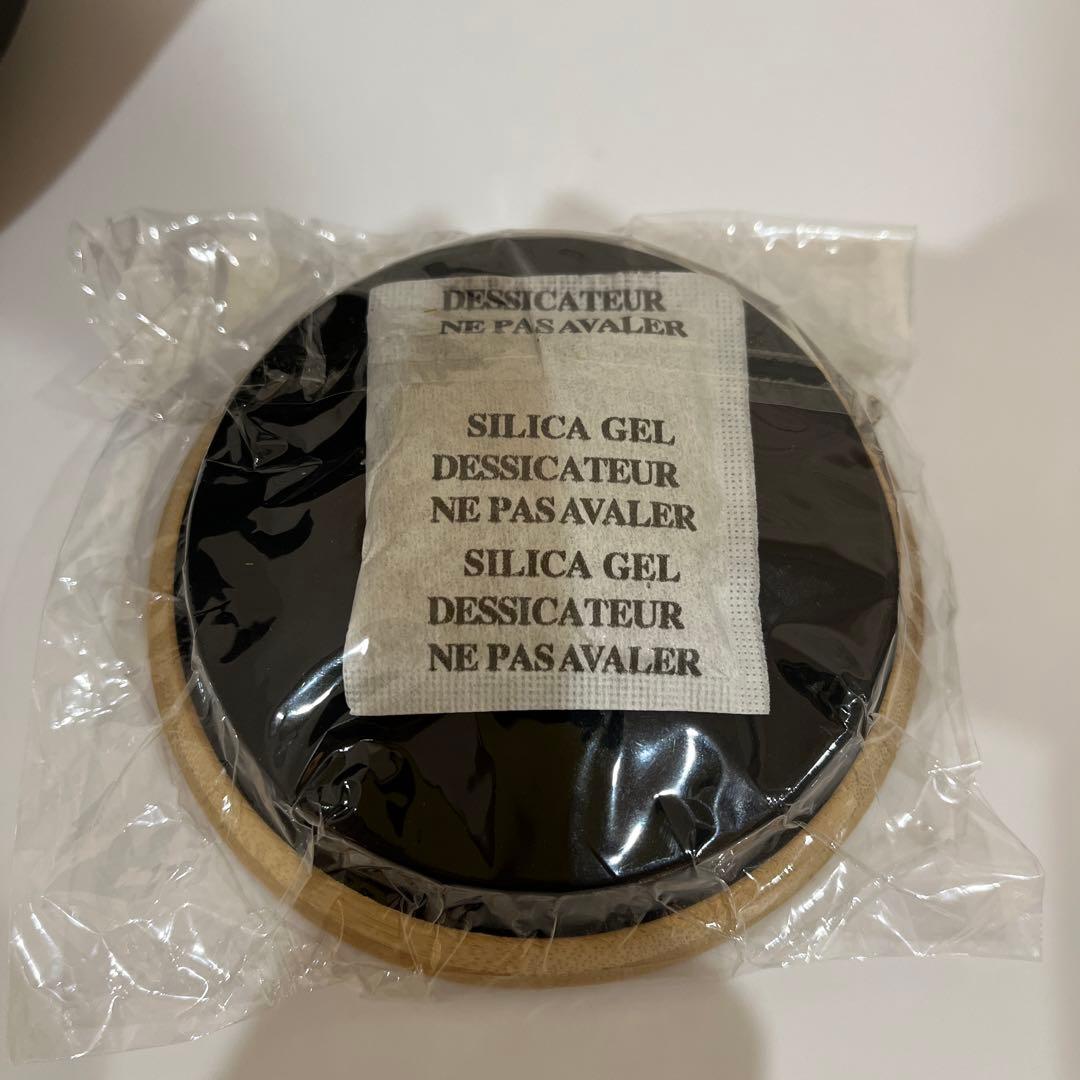 DESSICATEUR
NE PAS AVALER
SILICA GEL
DESSICATEUR
NE PAS AVALER
SILICA GEL
DESSICATEUR
NE PAS AVALER